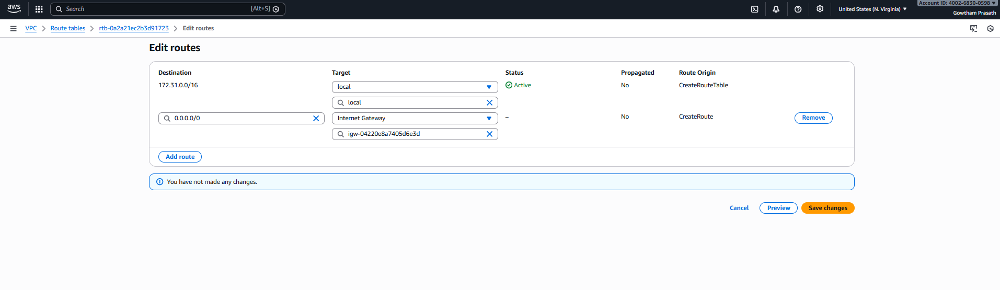 aws Search [Alt+S] United States (N. Virginia) Account ID: 4002-6830-0598
Gowtham Prasath
VPC Route tables rtb-0a2a21ec2b3d91723 Edit routes
Edit routes
Destination Target Status Propagated Route Origin
172.31.0.0/16 local Active No CreateRouteTable
local
0.0.0.0/0 Internet Gateway – No CreateRoute Remove
igw-04220e8a7405d6e3d
Add route
You have not made any changes.
Cancel Preview Save changes